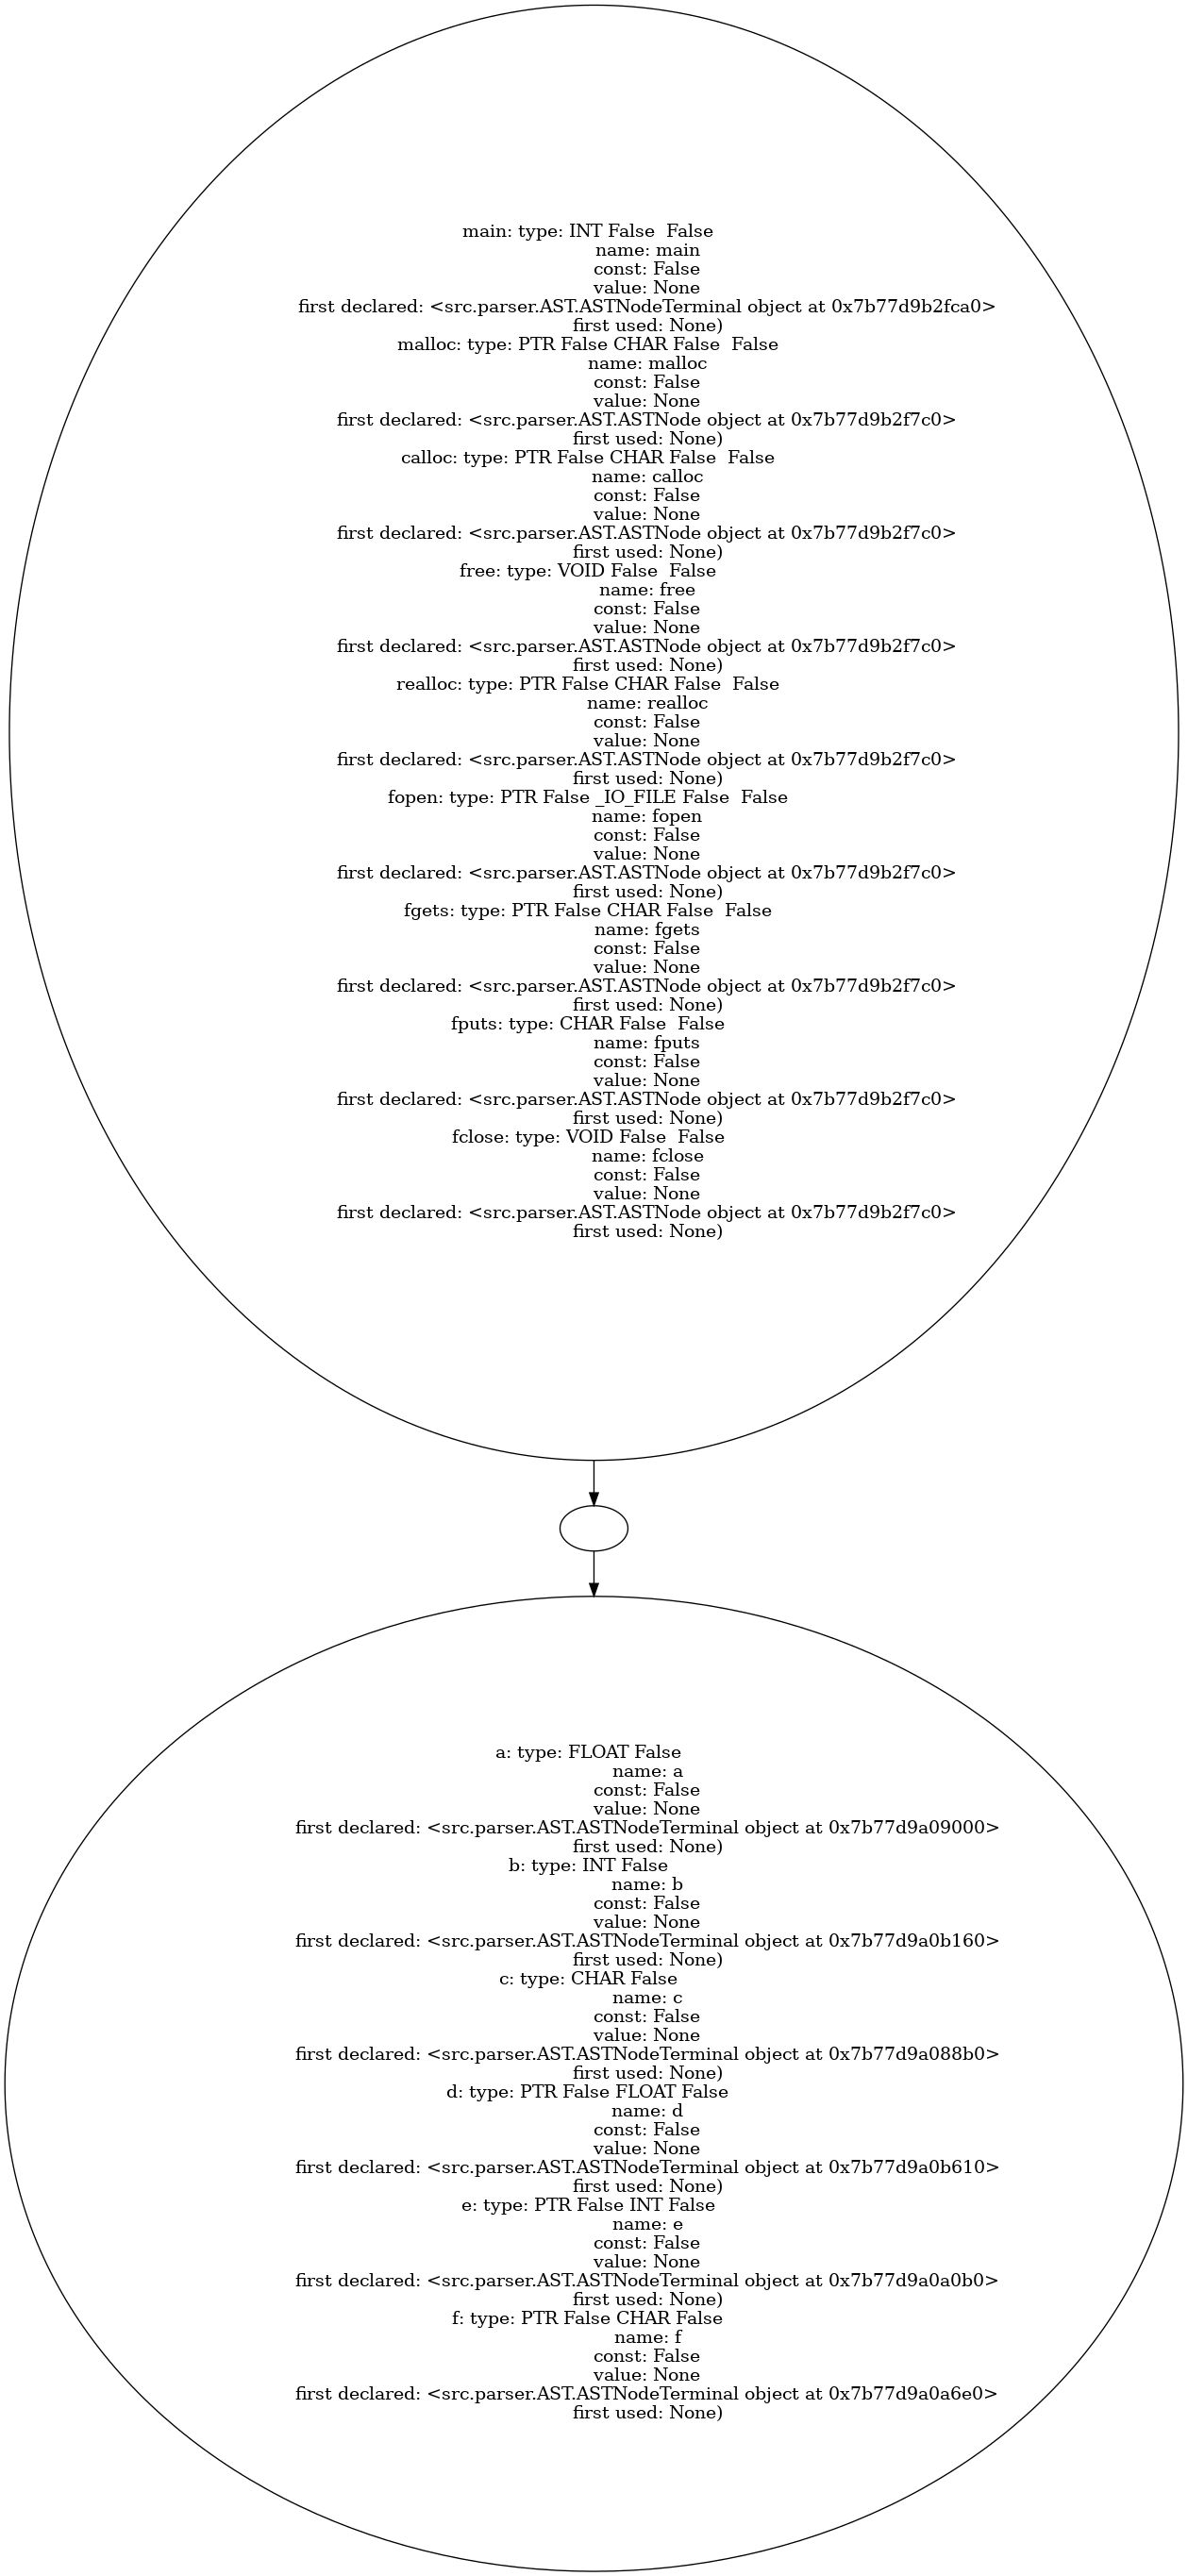 main: type: INT False  False
name: main
const: False
value: None
first declared: <src.parser.AST.ASTNodeTerminal object at 0x7b77d9b2fca0>
first used: None)
malloc: type: PTR False CHAR False  False
name: malloc
const: False
value: None
first declared: <src.parser.AST.ASTNode object at 0x7b77d9b2f7c0>
first used: None)
calloc: type: PTR False CHAR False  False
name: calloc
const: False
value: None
first declared: <src.parser.AST.ASTNode object at 0x7b77d9b2f7c0>
first used: None)
free: type: VOID False  False
name: free
const: False
value: None
first declared: <src.parser.AST.ASTNode object at 0x7b77d9b2f7c0>
first used: None)
realloc: type: PTR False CHAR False  False
name: realloc
const: False
value: None
first declared: <src.parser.AST.ASTNode object at 0x7b77d9b2f7c0>
first used: None)
fopen: type: PTR False _IO_FILE False  False
name: fopen
const: False
value: None
first declared: <src.parser.AST.ASTNode object at 0x7b77d9b2f7c0>
first used: None)
fgets: type: PTR False CHAR False  False
name: fgets
const: False
value: None
first declared: <src.parser.AST.ASTNode object at 0x7b77d9b2f7c0>
first used: None)
fputs: type: CHAR False  False
name: fputs
const: False
value: None
first declared: <src.parser.AST.ASTNode object at 0x7b77d9b2f7c0>
first used: None)
fclose: type: VOID False  False
name: fclose
const: False
value: None
first declared: <src.parser.AST.ASTNode object at 0x7b77d9b2f7c0>
first used: None)
a: type: FLOAT False
name: a
const: False
value: None
first declared: <src.parser.AST.ASTNodeTerminal object at 0x7b77d9a09000>
first used: None)
b: type: INT False
name: b
const: False
value: None
first declared: <src.parser.AST.ASTNodeTerminal object at 0x7b77d9a0b160>
first used: None)
c: type: CHAR False
name: c
const: False
value: None
first declared: <src.parser.AST.ASTNodeTerminal object at 0x7b77d9a088b0>
first used: None)
d: type: PTR False FLOAT False
name: d
const: False
value: None
first declared: <src.parser.AST.ASTNodeTerminal object at 0x7b77d9a0b610>
first used: None)
e: type: PTR False INT False
name: e
const: False
value: None
first declared: <src.parser.AST.ASTNodeTerminal object at 0x7b77d9a0a0b0>
first used: None)
f: type: PTR False CHAR False
name: f
const: False
value: None
first declared: <src.parser.AST.ASTNodeTerminal object at 0x7b77d9a0a6e0>
first used: None)